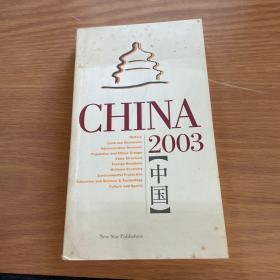 CHINA
2003
【中国】
History
Land and Resources
Administrative Divisions
Population and Ethnic Groups
State Structure
Foreign Relations
National Economy
Environmental Protection
Education and Science & Technology
Culture and Sports
New Star Publishers